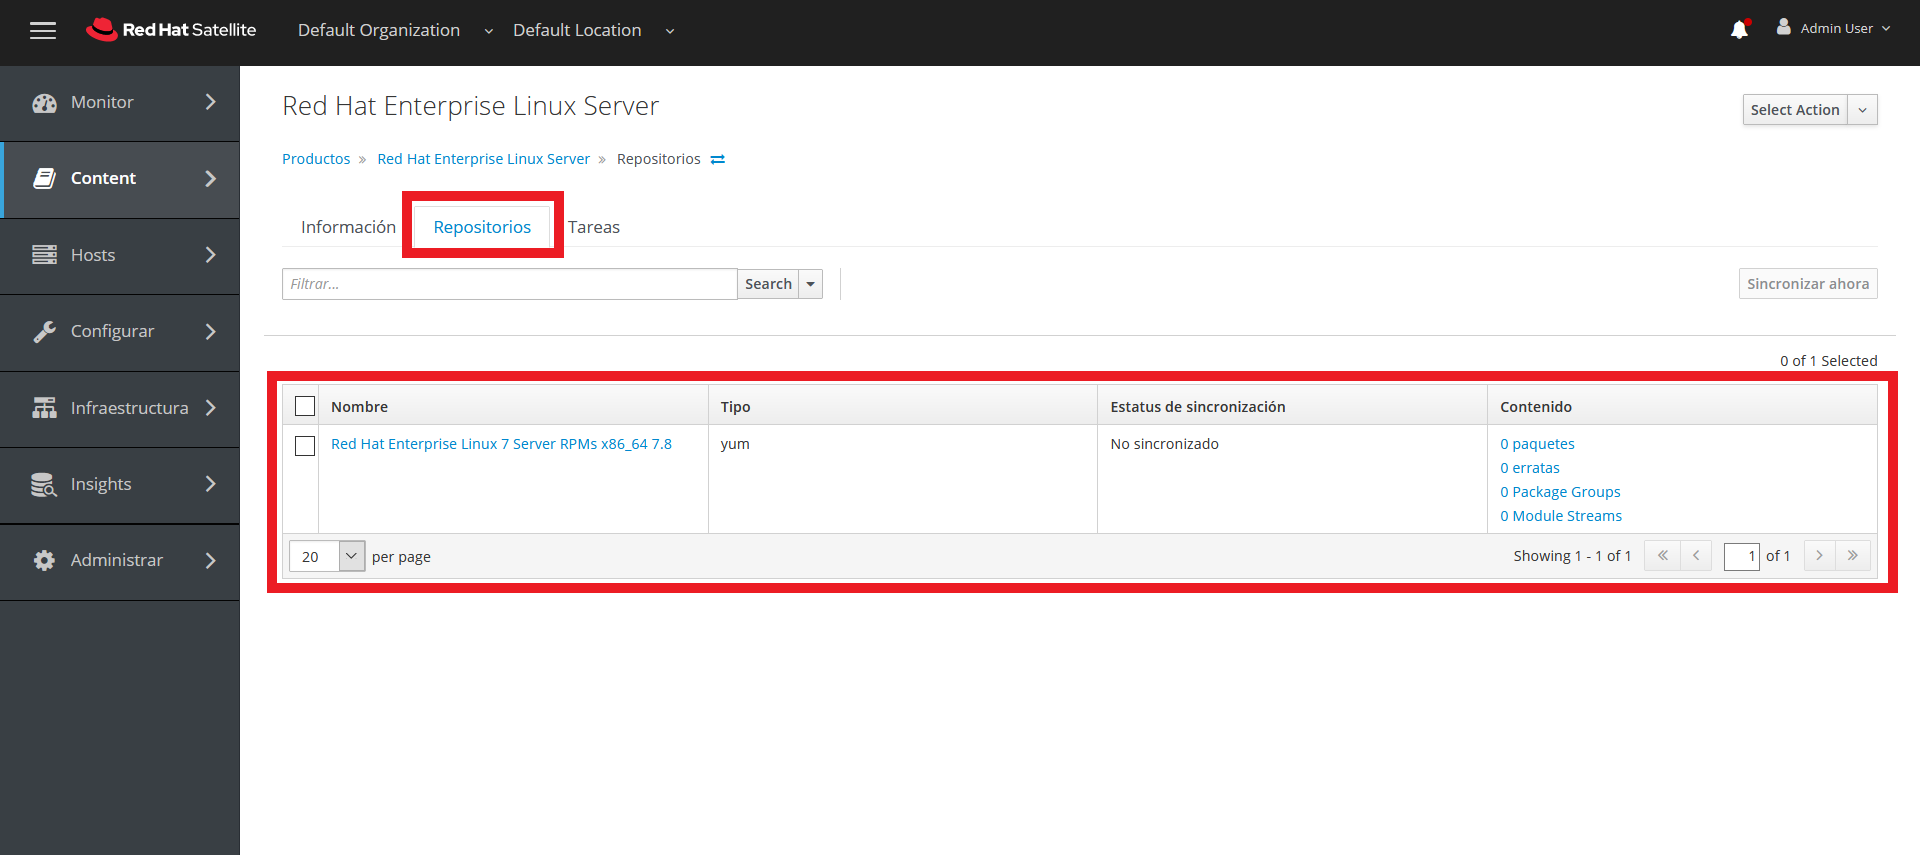 Red Hat Satellite
Default Organization
Default Location
Admin User
Monitor
Content
Hosts
Configurar
Infraestructura
Insights
Administrar
Red Hat Enterprise Linux Server
Select Action
Productos » Red Hat Enterprise Linux Server » Repositorios
Información
Repositorios
Tareas
Filtrar...
Search
Sincronizar ahora
0 of 1 Selected
Nombre
Tipo
Estatus de sincronización
Contenido
Red Hat Enterprise Linux 7 Server RPMs x86_64 7.8
yum
No sincronizado
0 paquetes
0 erratas
0 Package Groups
0 Module Streams
20 per page
Showing 1 - 1 of 1
1 of 1